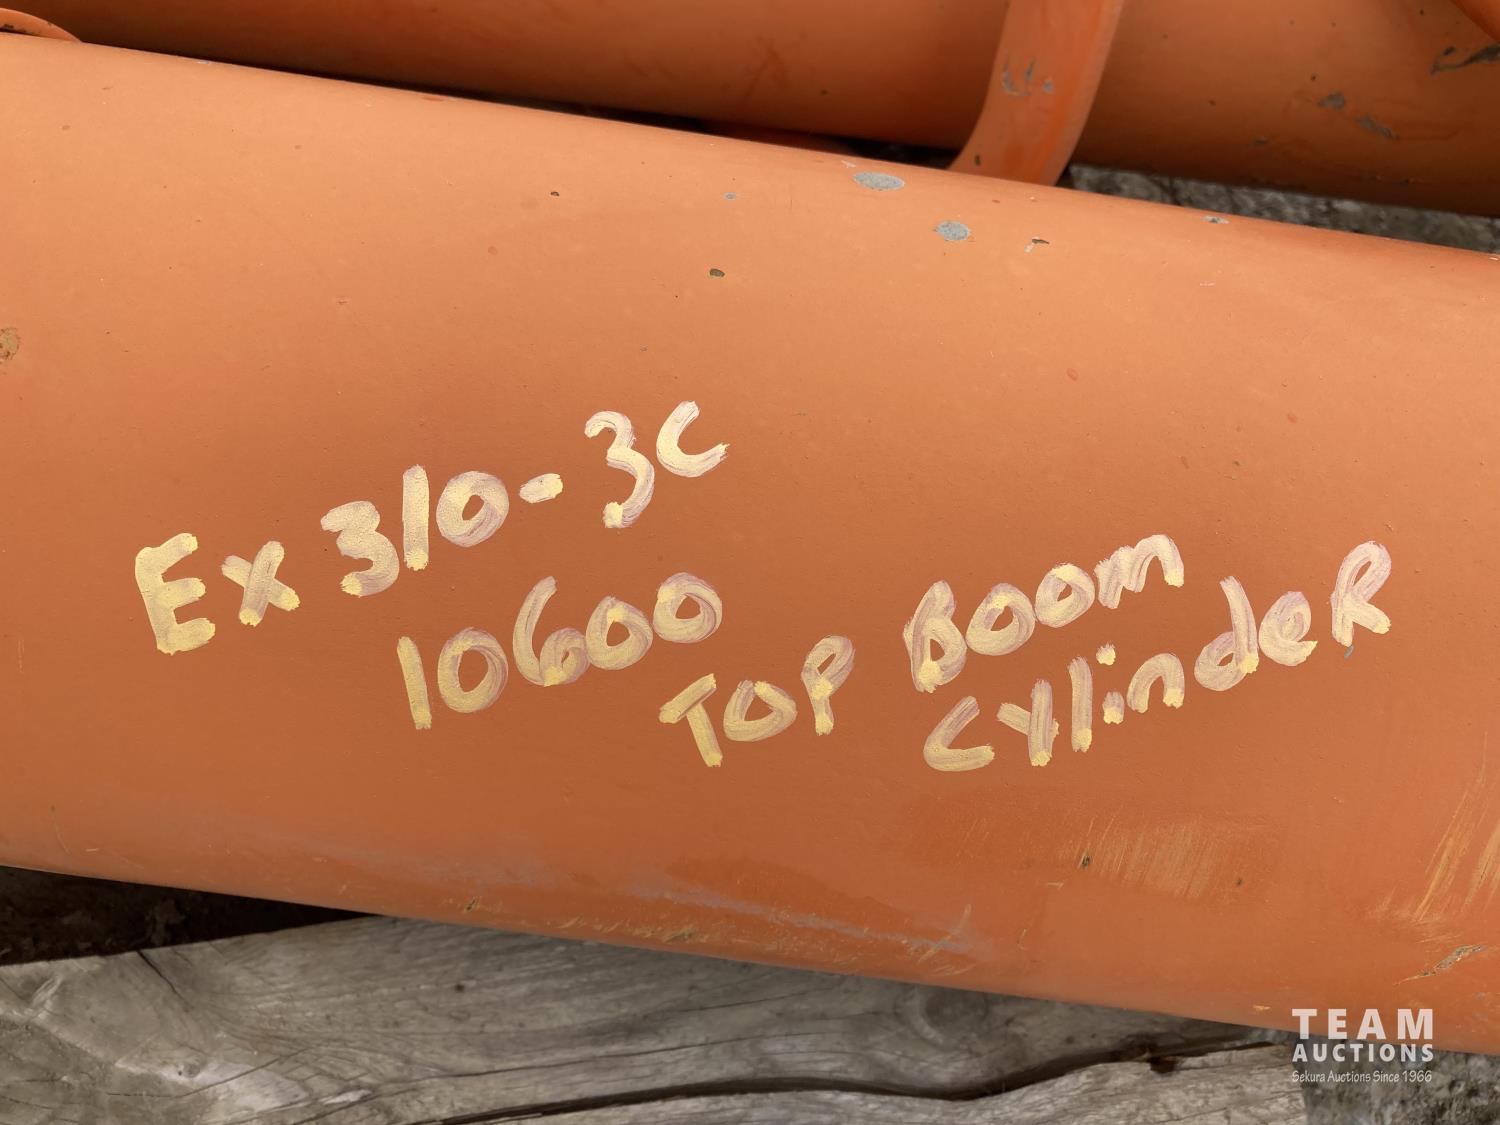 Ex 310-3C
10600
TOP BOOm
CylindeR
TEAM
AUCTIONS
Sekura Auctions Since 1966